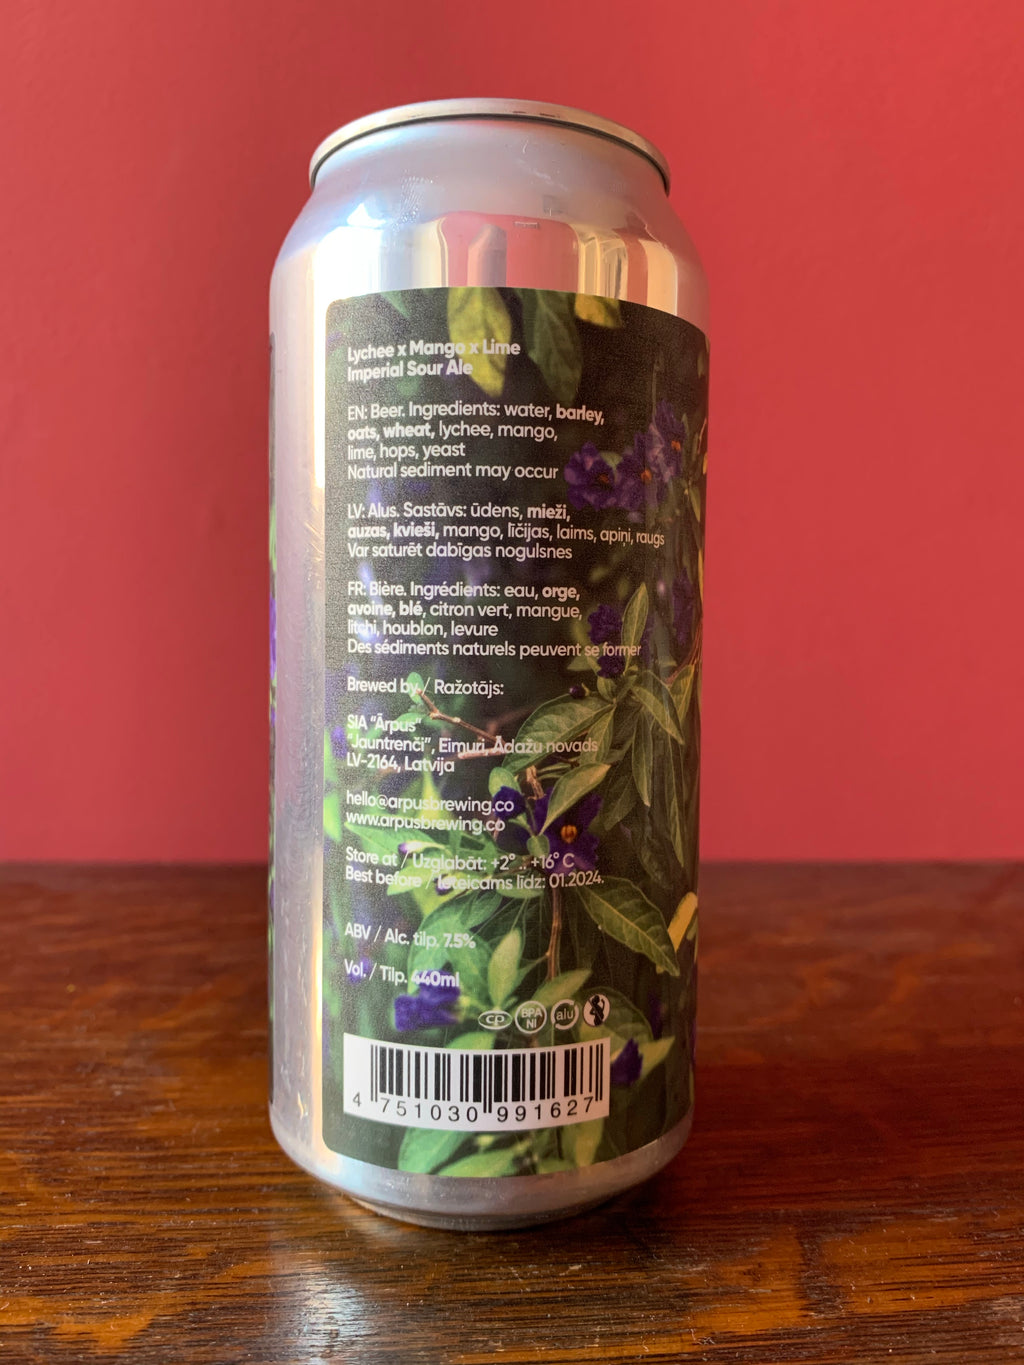 Lychee x Mango x Lime
Imperial Sour Ale
EN: Beer. Ingredients: water, barley,
oats, wheat, lychee, mango,
lime, hops, yeast
Natural sediment may occur
LV: Alus. Sastāvs: ūdens, mieži,
auzas, kvieši, mango, līčijas, laims, apiņi, raugs
Var saturēt dabīgas nogulsnes
FR: Bière. Ingrédients: eau, orge,
avoine, blé, citron vert, mangue,
litchi, houblon, levure
Des sédiments naturels peuvent se former
Brewed by / Ražotājs:
SIA "Ārpus"
"Jauntrenči", Eimuri, Ādažu novads
LV-2164, Latvija
hello@arpusbrewing.co
www.arpusbrewing.co
Store at / Uzglabāt: +2° .. +16° C
Best before / Ieteicams līdz: 01.2024.
ABV / Alc. tilp. 7.5%
Vol. / Tilp. 440ml
CP BPA NI alu
4 751030 991627